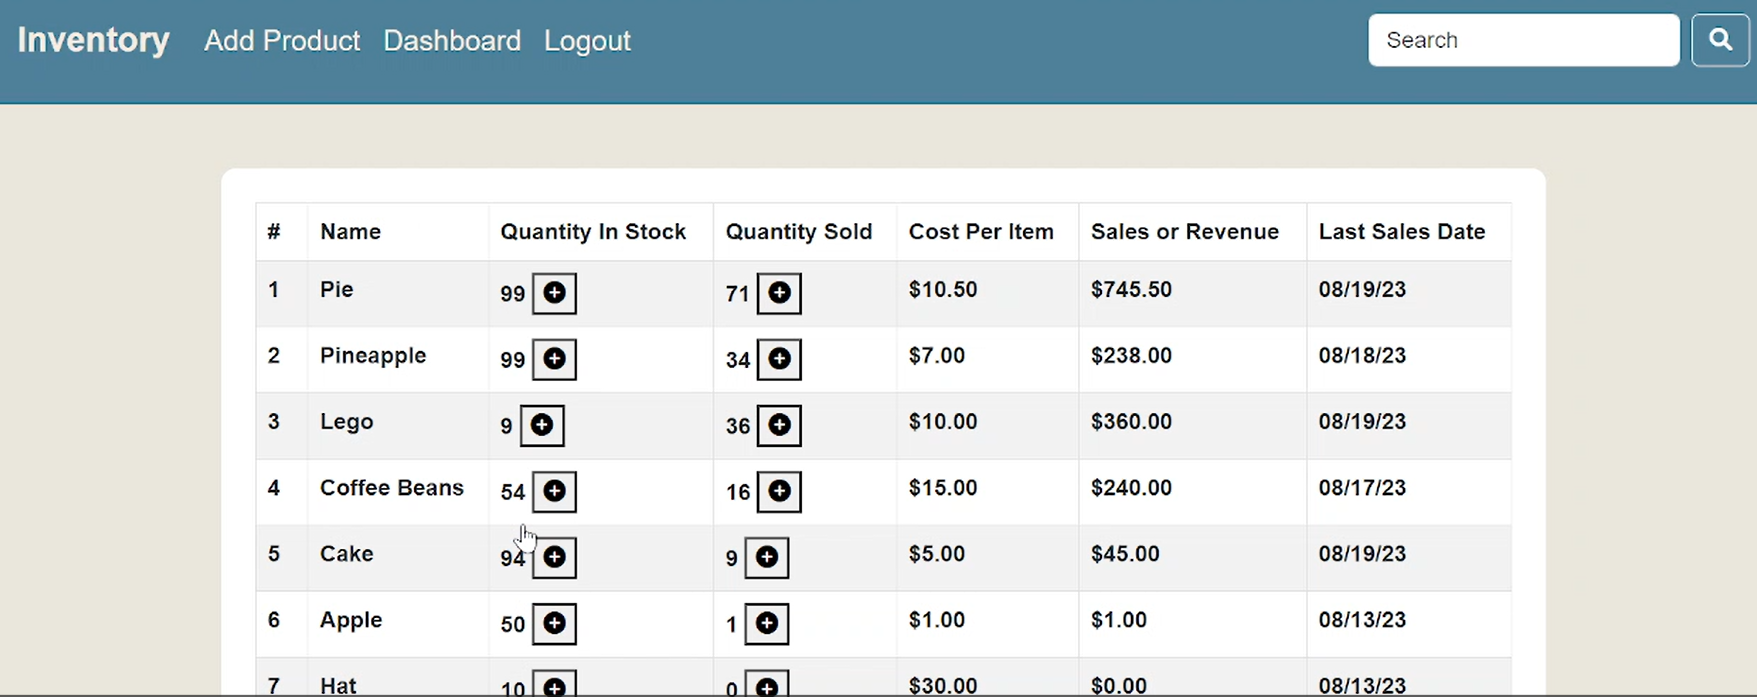 Inventory Add Product Dashboard Logout Search
# Name Quantity In Stock Quantity Sold Cost Per Item Sales or Revenue Last Sales Date
1 Pie 99 71 $10.50 $745.50 08/19/23
2 Pineapple 99 34 $7.00 $238.00 08/18/23
3 Lego 9 36 $10.00 $360.00 08/19/23
4 Coffee Beans 54 16 $15.00 $240.00 08/17/23
5 Cake 94 9 $5.00 $45.00 08/19/23
6 Apple 50 1 $1.00 $1.00 08/13/23
7 Hat 10 0 $30.00 $0.00 08/13/23